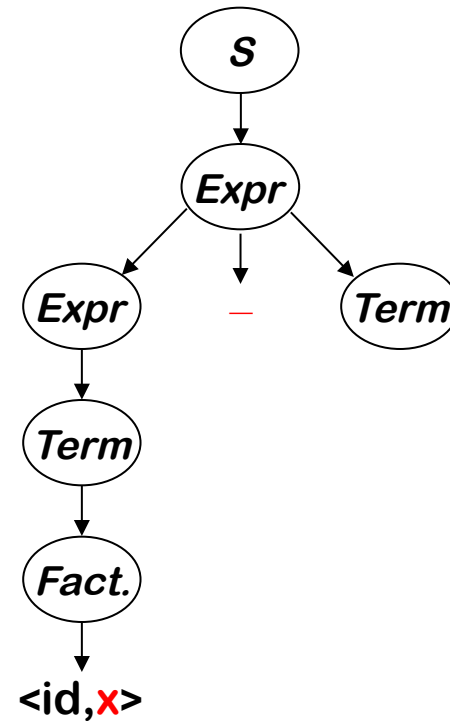 S
Expr
Expr – Term
Term
Fact.
<id,x>